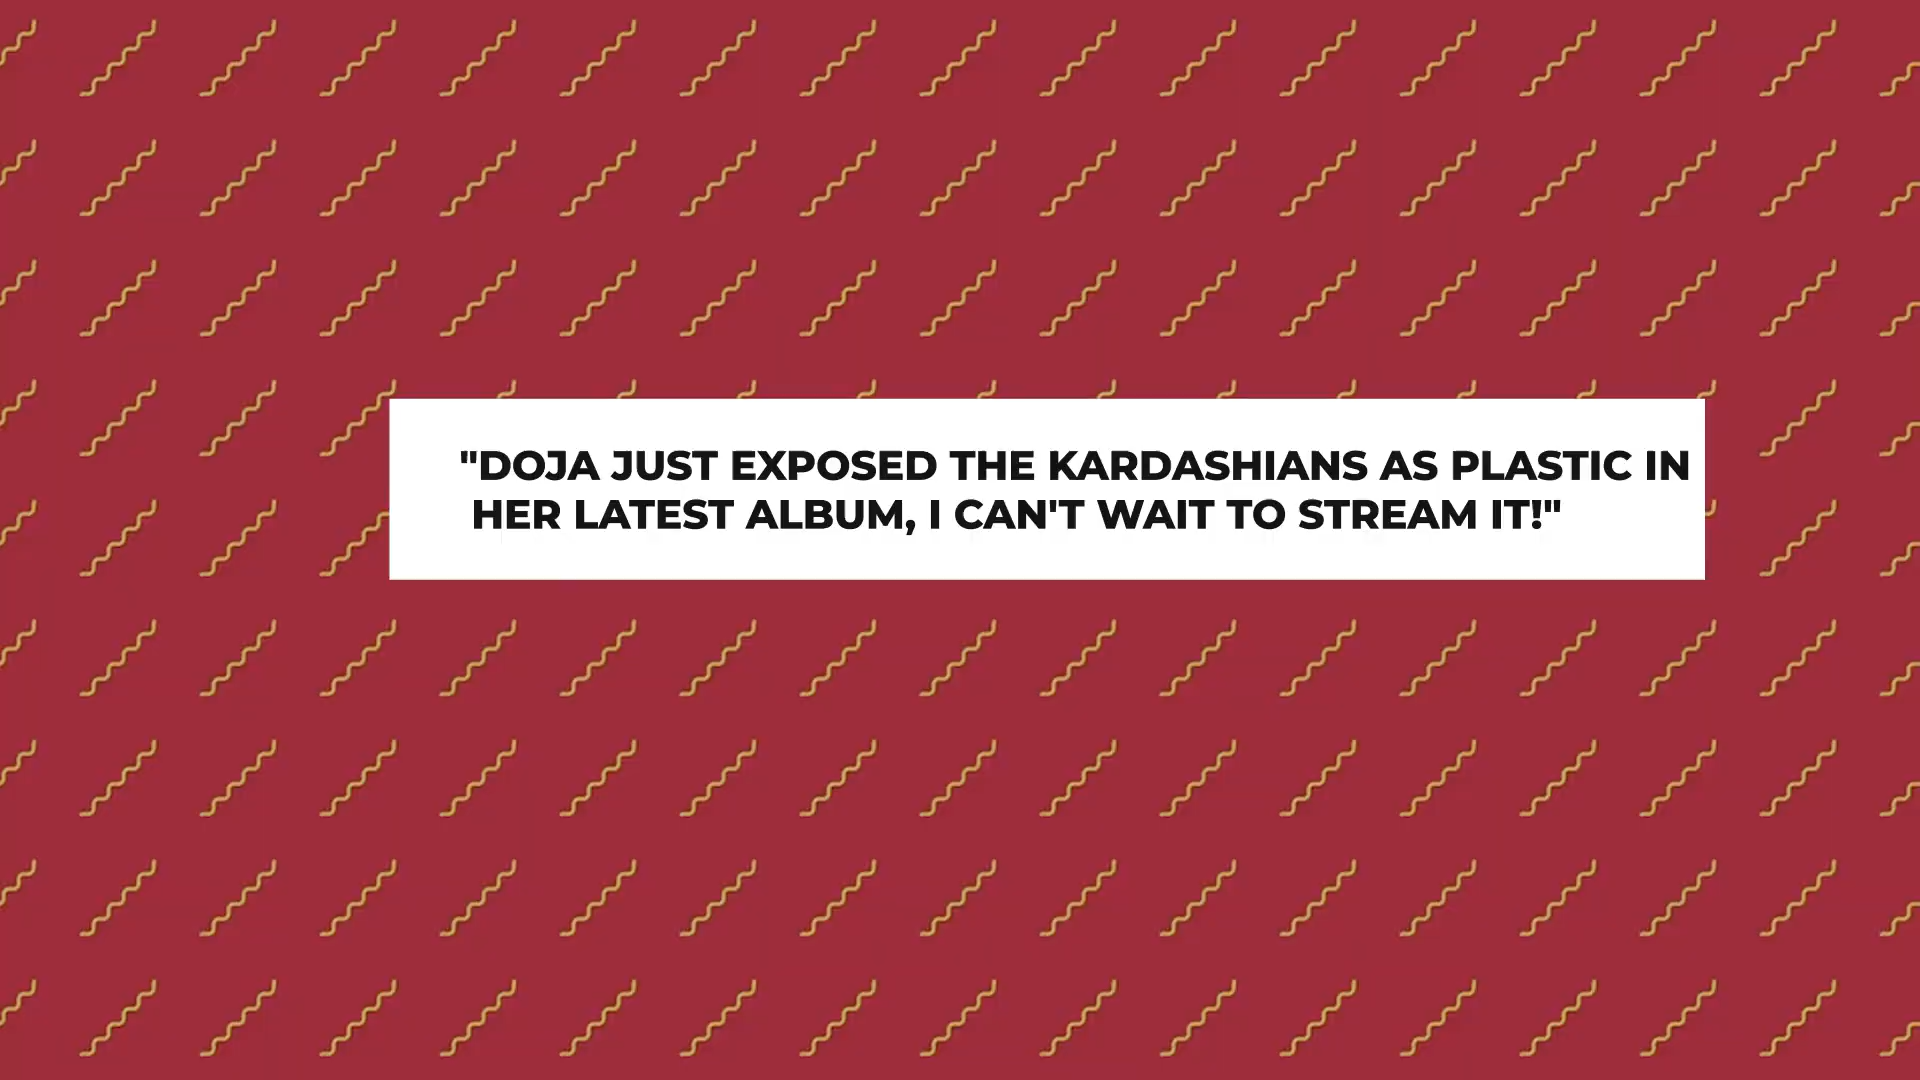 "DOJA JUST EXPOSED THE KARDASHIANS AS PLASTIC IN
HER LATEST ALBUM, I CAN'T WAIT TO STREAM IT!"